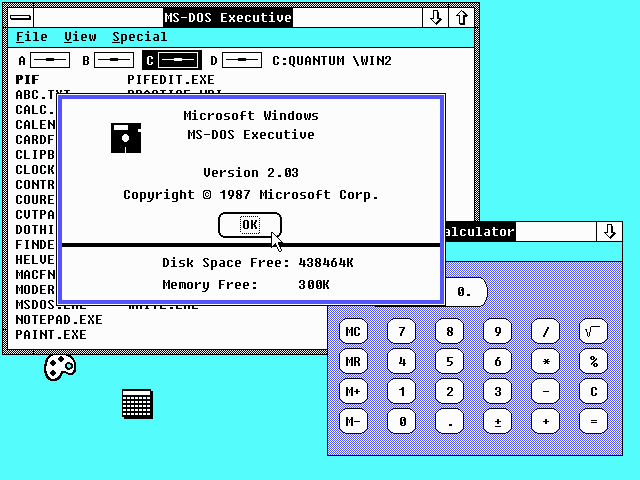 MS-DOS Executive
File View Special
A B C D C:QUANTUM \WIN2
PIF PIFEDIT.EXE
ABC.TXT PRACTICE.WRI
CALC.
CALEN
CARDF
CLIPB
CLOCK
CONTR
COURE
CVTPA
DOTHI
FINDE
HELVE
MACFN
MODER
MSDOS.EXE WRITE.EXE
NOTEPAD.EXE
PAINT.EXE
Microsoft Windows
MS-DOS Executive
Version 2.03
Copyright © 1987 Microsoft Corp.
OK
Disk Space Free: 438464K
Memory Free: 300K
alculator
0.
MC 7 8 9 / √
MR 4 5 6 * %
M+ 1 2 3 - C
M- 0 . ± + =